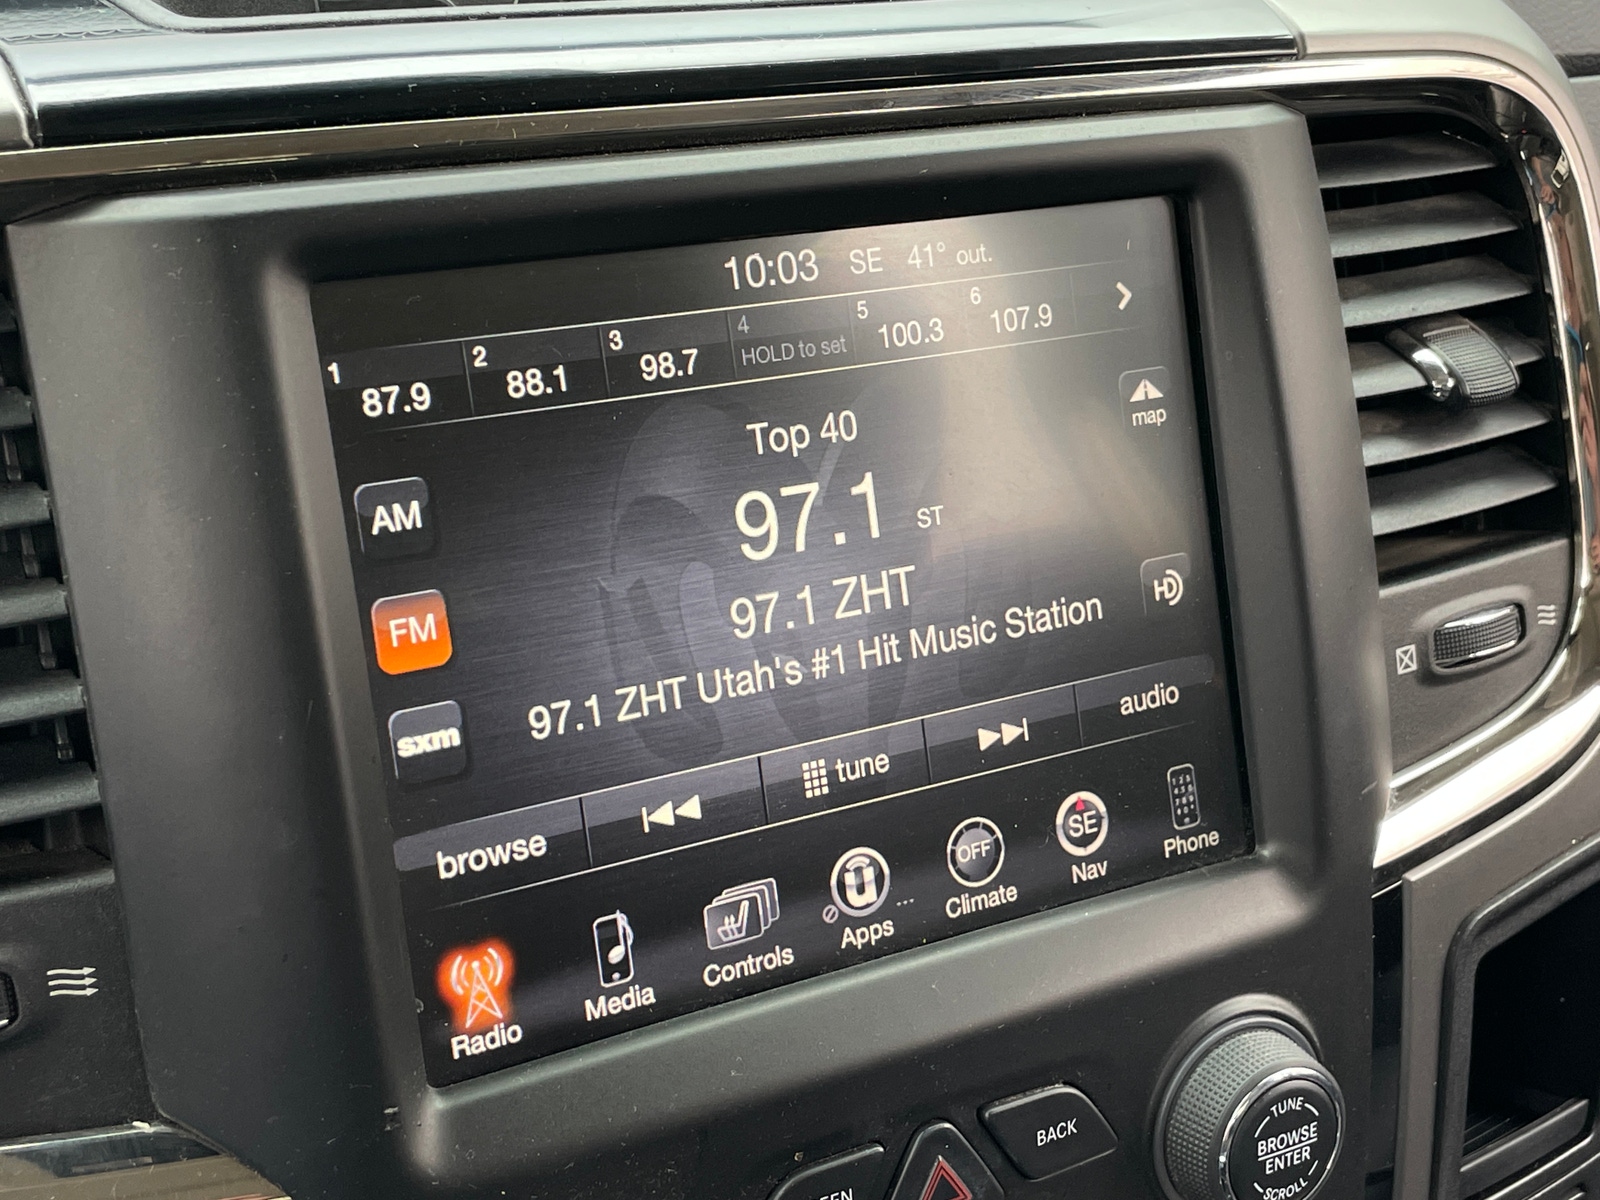 10:03 SE 41° out.
1 87.9 2 88.1 3 98.7 4 HOLD to set 5 100.3 6 107.9
map
Top 40
AM
97.1 ST
FM
97.1 ZHT
HD
97.1 ZHT Utah's #1 Hit Music Station
sxm
browse tune audio
Radio Media Controls Apps OFF Climate SE Nav Phone
BACK
TUNE
BROWSE
ENTER
SCROLL